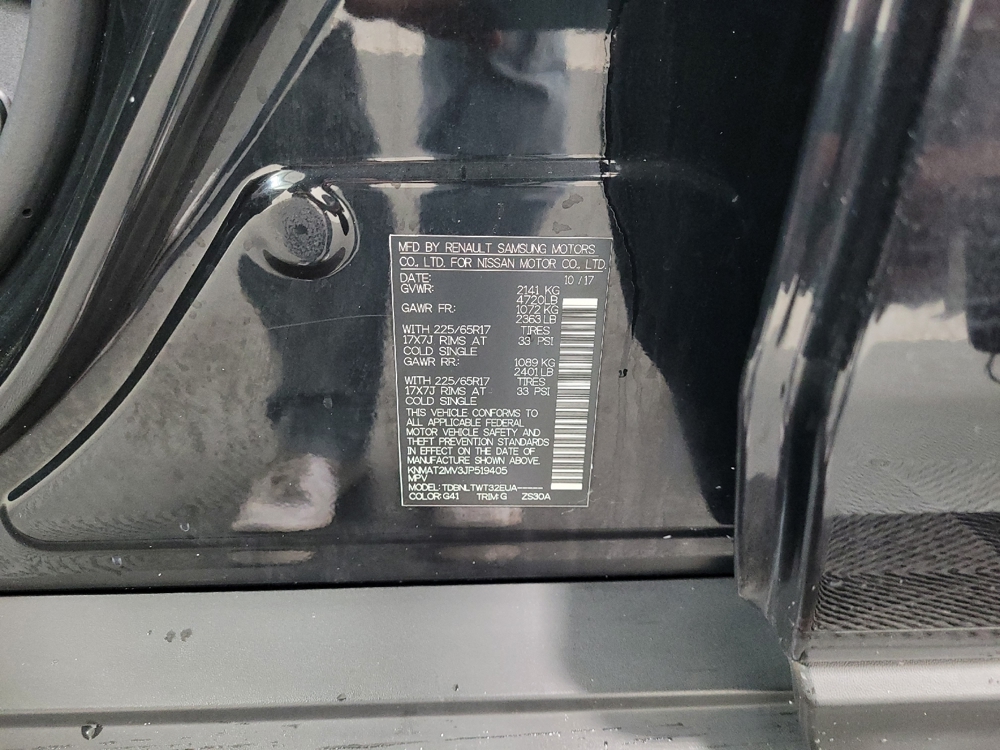 MFD BY RENAULT SAMSUNG MOTORS
CO., LTD. FOR NISSAN MOTOR CO., LTD.
DATE: 10 / 17
GVWR: 2141 KG
4720LB
GAWR FR: 1072 KG
2363 LB
WITH 225/65R17 TIRES
17X7J RIMS AT 33 PSI
COLD SINGLE
GAWR RR: 1089 KG
2401 LB
WITH 225/65R17 TIRES
17X7J RIMS AT 33 PSI
COLD SINGLE
THIS VEHICLE CONFORMS TO
ALL APPLICABLE FEDERAL
MOTOR VEHICLE SAFETY AND
THEFT PREVENTION STANDARDS
IN EFFECT ON THE DATE OF
MANUFACTURE SHOWN ABOVE.
KNMAT2MV3JP519405
MPV
MODEL: TDBNLTWT32EUA------
COLOR: G41 TRIM: G ZS30A